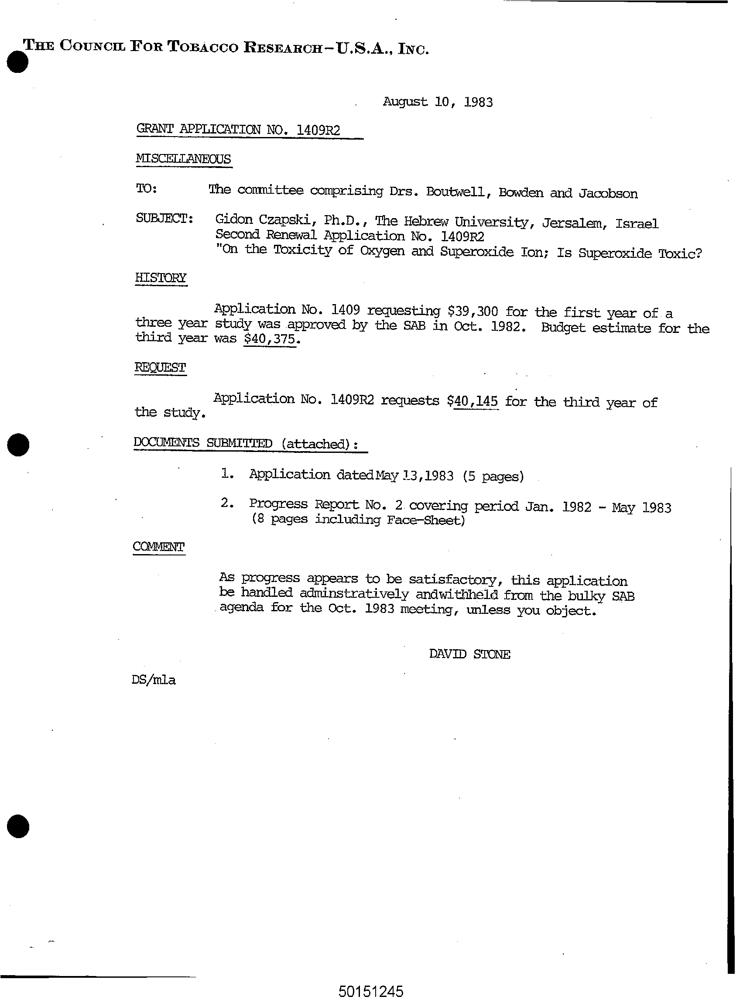 THE COUNCIL FOR TOBACCO RESEARCH-U.S.A., INC.
August 10, 1983
GRANT APPLICATION NO. 1409R2
MISCELLANEOUS
TO: The committee comprising Drs. Boutwell, Bowden and Jacobson
SUBJECT: Gidon Czapski, Ph.D., The Hebrew University, Jersalem, Israel
Second Renewal Application No. 1409R2
"On the Toxicity of Oxygen and Superoxide Ion; Is Superoxide Toxic?
HISTORY
Application No. 1409 requesting $39,300 for the first year of a
three year study was approved by the SAB in Oct. 1982. Budget estimate for the
third year was $40,375.
REQUEST
Application No. 1409R2 requests $40,145 for the third year of
the study.
DOCUMENTS SUBMITTED (attached):
1. Application dated May 13,1983 (5 pages)
2. Progress Report No. 2 covering period Jan. 1982 - May 1983
(8 pages including Face-Sheet)
COMMENT
As progress appears to be satisfactory, this application
be handled adminstratively andwithheld from the bulky SAB
agenda for the Oct. 1983 meeting, unless you object.
DAVID STONE
DS/mla
50151245